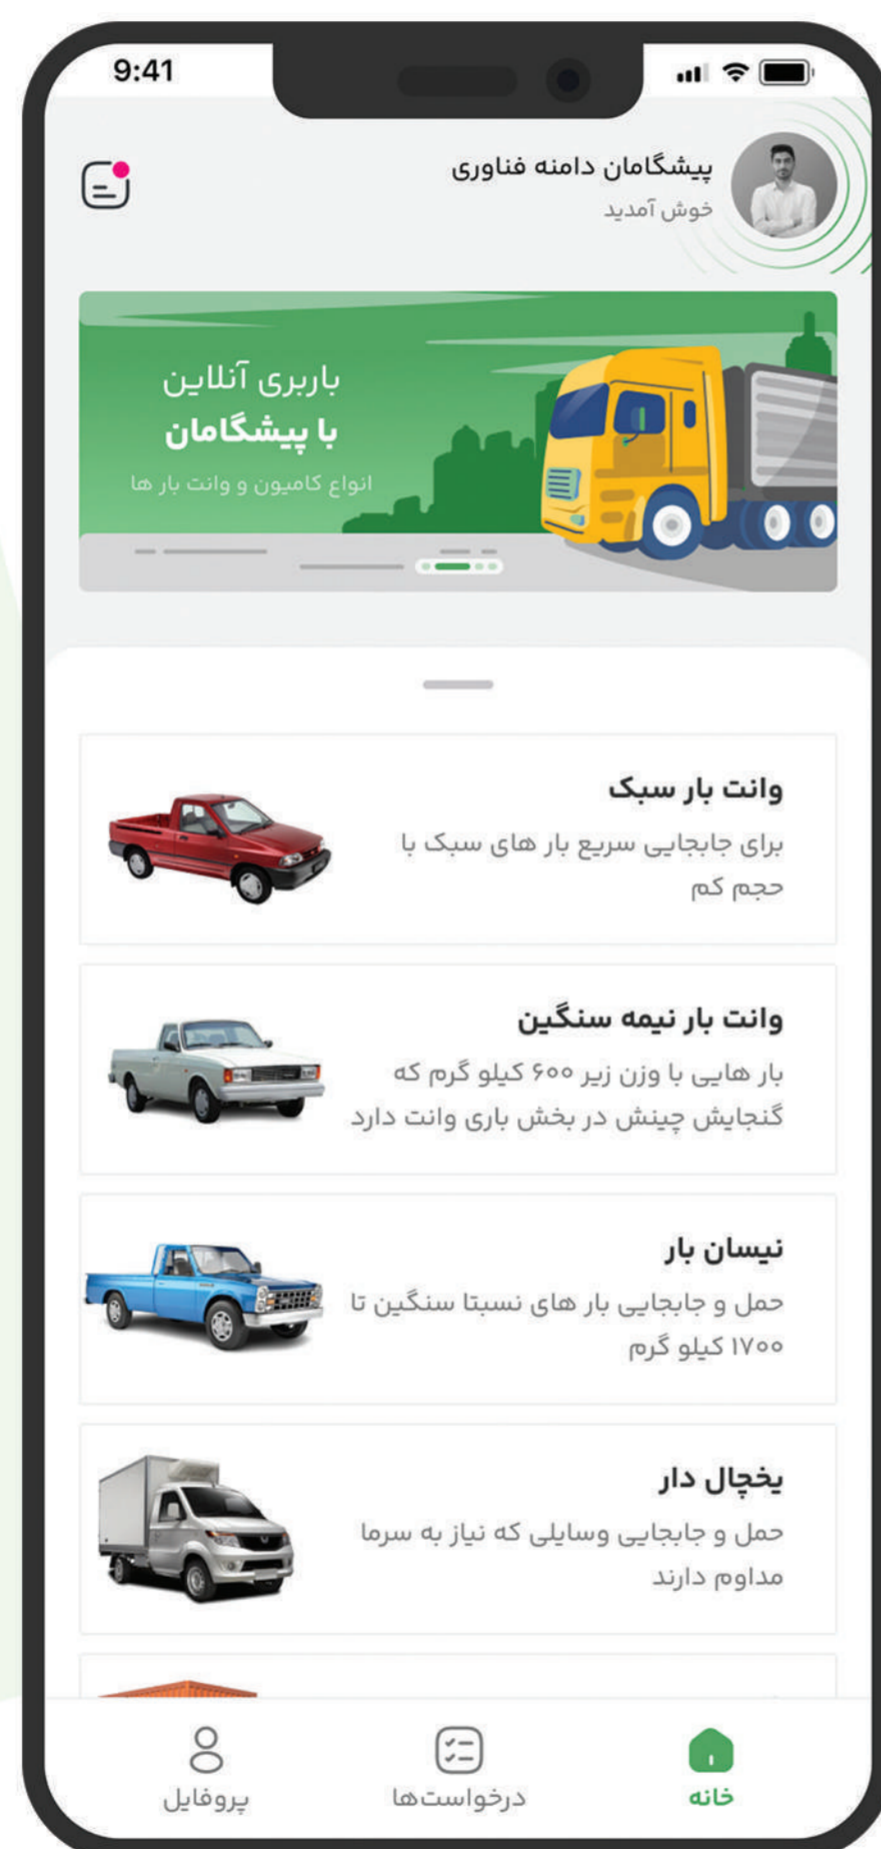 9:41
پیشگامان دامنه فناوری
خوش آمدید
باربری آنلاین
با پیشگامان
انواع کامیون و وانت بار ها
وانت بار سبک
برای جابجایی سریع بار های سبک با
حجم کم
وانت بار نیمه سنگین
بار هایی با وزن زیر ۶۰۰ کیلو گرم که
گنجایش چینش در بخش باری وانت دارد
نیسان بار
حمل و جابجایی بار های نسبتا سنگین تا
۱۷۰۰ کیلو گرم
یخچال دار
حمل و جابجایی وسایلی که نیاز به سرما
مداوم دارند
خانه
درخواست‌ها
پروفایل